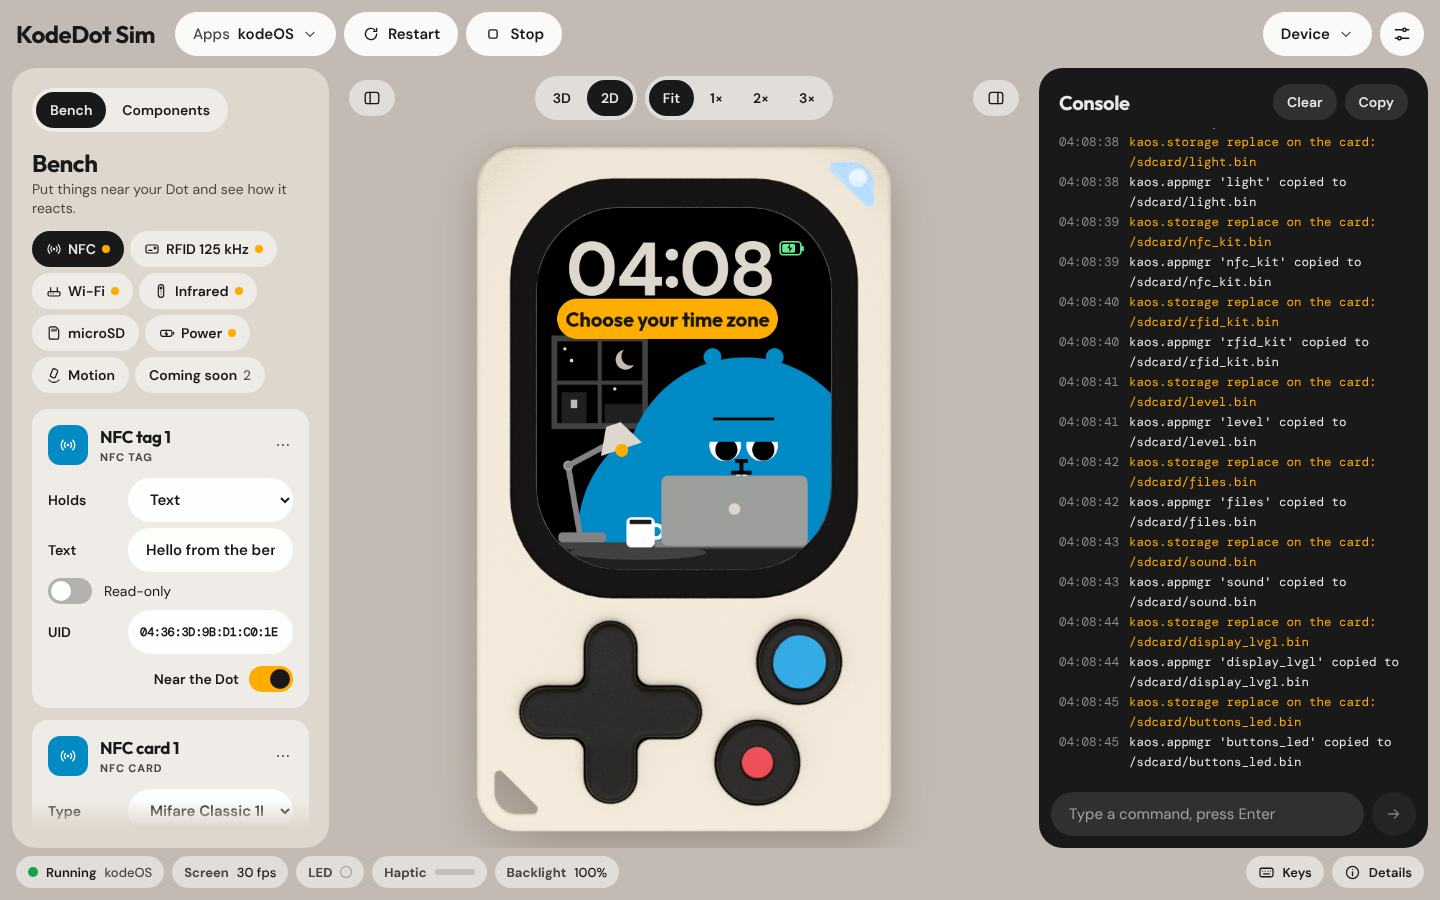 KodeDot Sim
Apps kodeOS
Restart
Stop
Device
Bench
Components
Bench
Put things near your Dot and see how it
reacts.
NFC
RFID 125 kHz
Wi-Fi
Infrared
microSD
Power
Motion
Coming soon 2
NFC tag 1
NFC TAG
Holds
Text
Text
Hello from the ber
Read-only
UID
04:36:3D:9B:D1:C0:1E
Near the Dot
NFC card 1
NFC CARD
Type
Mifare Classic 1l
3D
2D
Fit
1×
2×
3×
04:08
Choose your time zone
Console
Clear
Copy
04:08:38 kaos.storage replace on the card:
/sdcard/light.bin
04:08:38 kaos.appmgr 'light' copied to
/sdcard/light.bin
04:08:39 kaos.storage replace on the card:
/sdcard/nfc_kit.bin
04:08:39 kaos.appmgr 'nfc_kit' copied to
/sdcard/nfc_kit.bin
04:08:40 kaos.storage replace on the card:
/sdcard/rfid_kit.bin
04:08:40 kaos.appmgr 'rfid_kit' copied to
/sdcard/rfid_kit.bin
04:08:41 kaos.storage replace on the card:
/sdcard/level.bin
04:08:41 kaos.appmgr 'level' copied to
/sdcard/level.bin
04:08:42 kaos.storage replace on the card:
/sdcard/files.bin
04:08:42 kaos.appmgr 'files' copied to
/sdcard/files.bin
04:08:43 kaos.storage replace on the card:
/sdcard/sound.bin
04:08:43 kaos.appmgr 'sound' copied to
/sdcard/sound.bin
04:08:44 kaos.storage replace on the card:
/sdcard/display_lvgl.bin
04:08:44 kaos.appmgr 'display_lvgl' copied to
/sdcard/display_lvgl.bin
04:08:45 kaos.storage replace on the card:
/sdcard/buttons_led.bin
04:08:45 kaos.appmgr 'buttons_led' copied to
/sdcard/buttons_led.bin
Type a command, press Enter
Running kodeOS
Screen 30 fps
LED
Haptic
Backlight 100%
Keys
Details